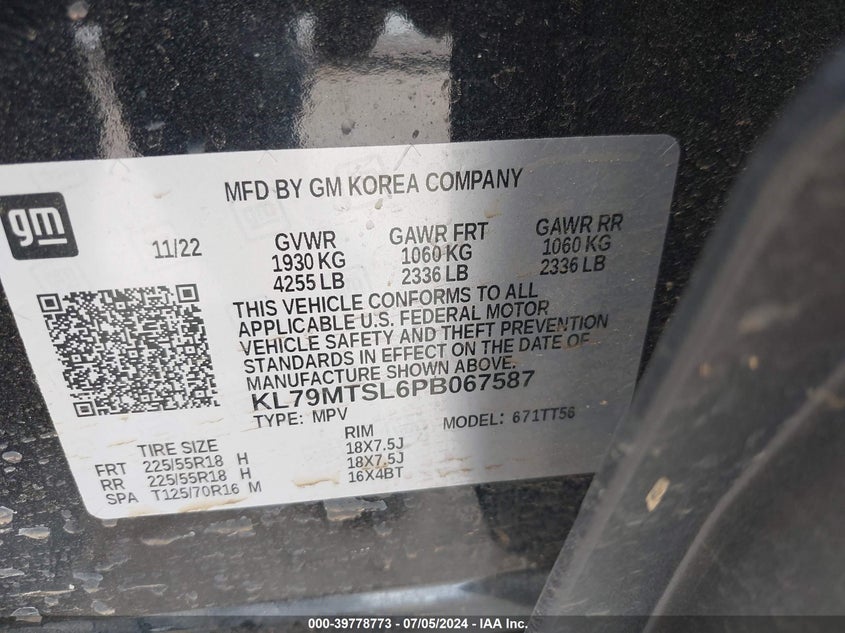 MFD BY GM KOREA COMPANY
gm
11/22
GVWR GAWR FRT GAWR RR
1930 KG 1060 KG 1060 KG
4255 LB 2336 LB 2336 LB
THIS VEHICLE CONFORMS TO ALL
APPLICABLE U.S. FEDERAL MOTOR
VEHICLE SAFETY AND THEFT PREVENTION
STANDARDS IN EFFECT ON THE DATE OF
MANUFACTURE SHOWN ABOVE.
KL79MTSL6PB067587
TYPE: MPV MODEL: 671TT56
TIRE SIZE RIM
FRT 225/55R18 H 18X7.5J
RR 225/55R18 H 18X7.5J
SPA T125/70R16 M 16X4BT
000-39778773 - 07/05/2024 - IAA Inc.